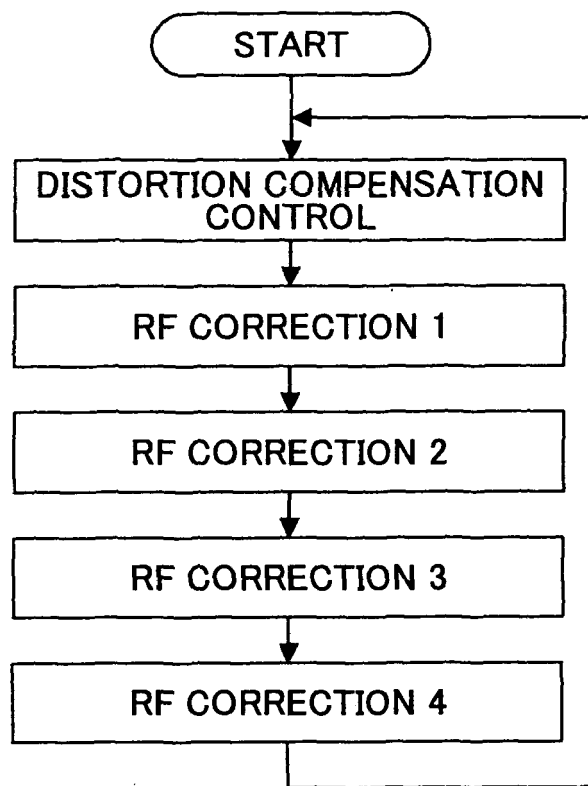 START
DISTORTION COMPENSATION
CONTROL
RF CORRECTION 1
RF CORRECTION 2
RF CORRECTION 3
RF CORRECTION 4